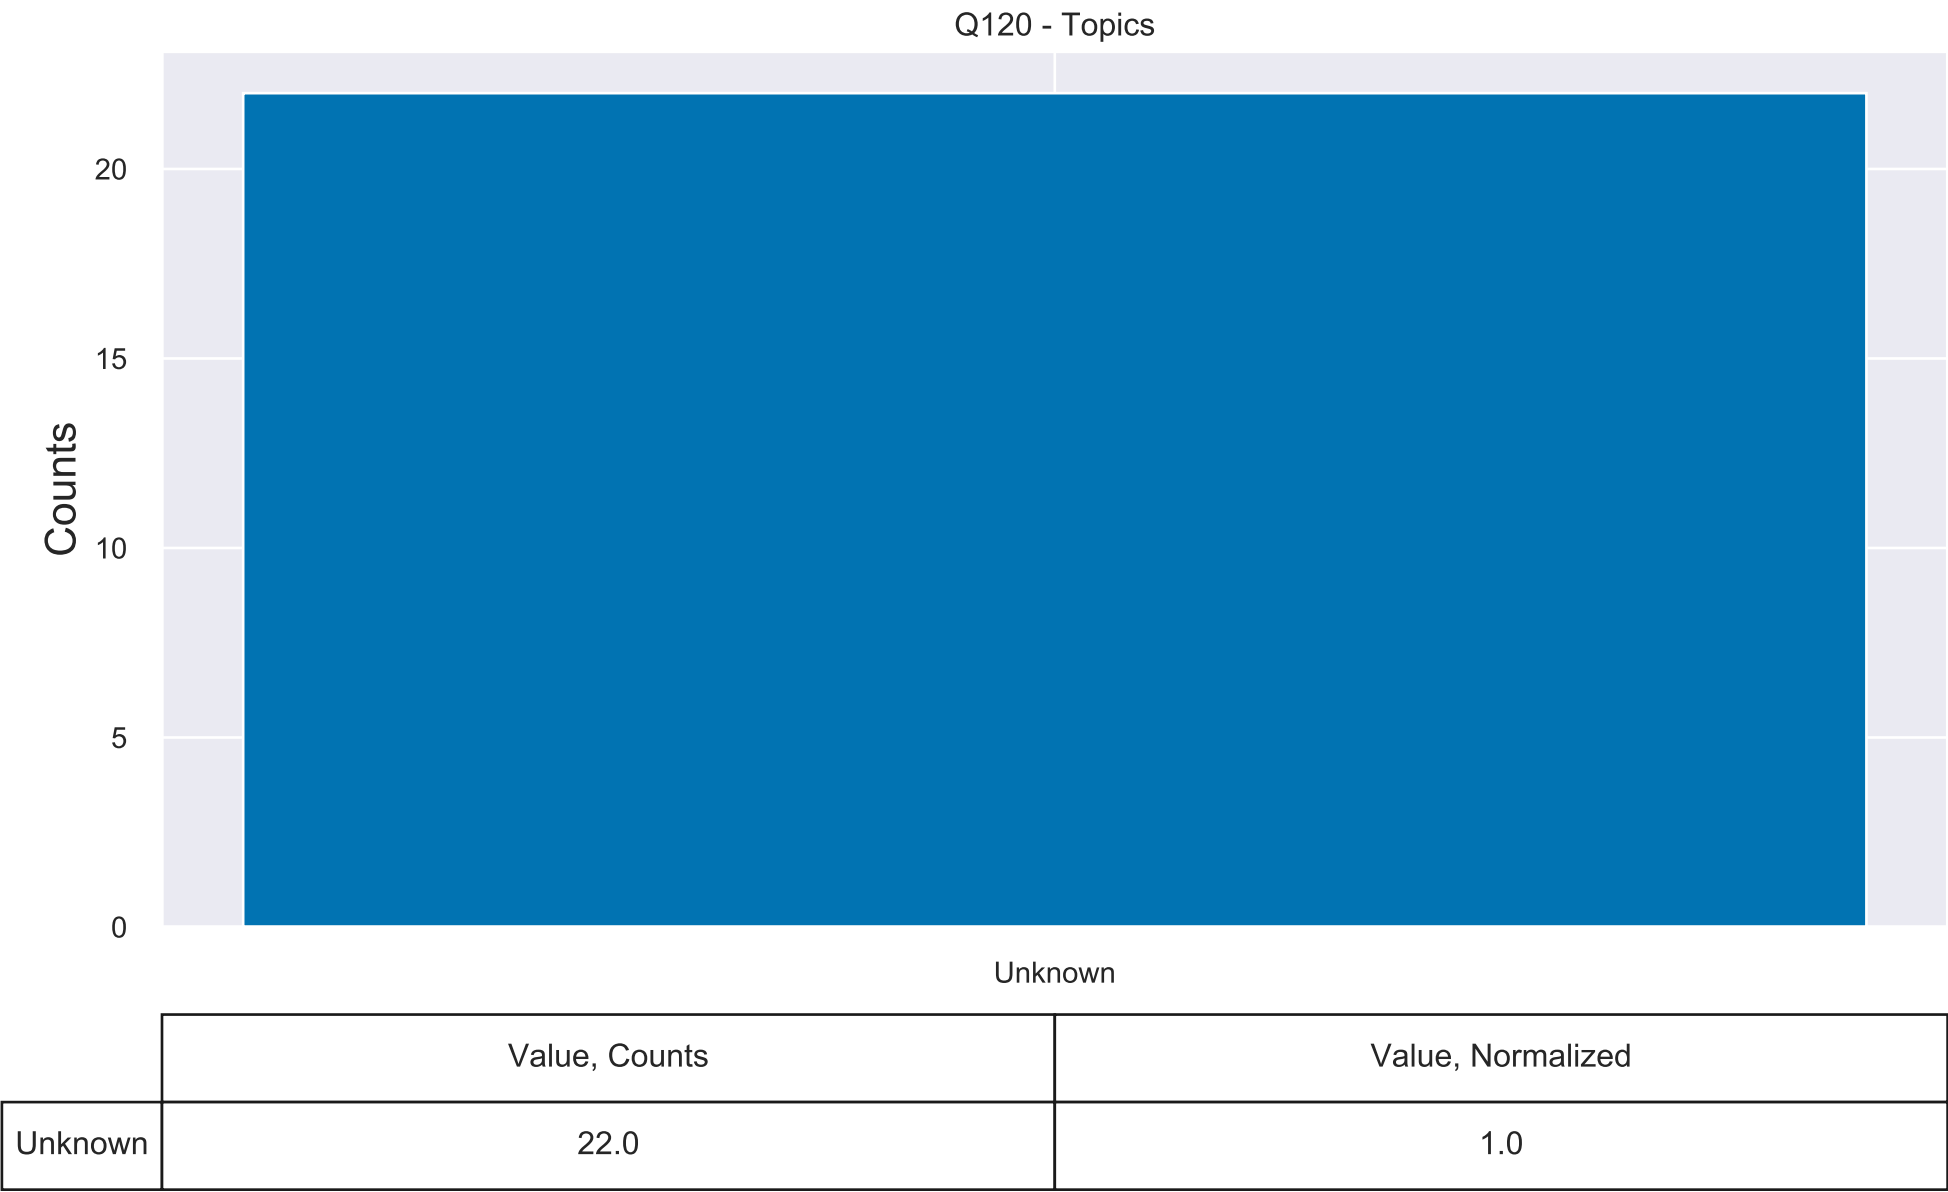 Q120 - Topics
20
15
10
5
0
Counts
Unknown
Value, Counts Value, Normalized
Unknown 22.0 1.0